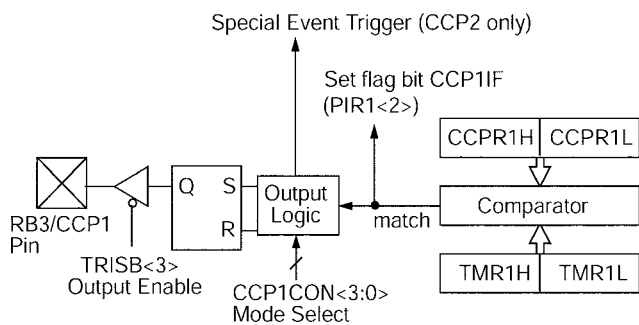 Special Event Trigger (CCP2 only)
Set flag bit CCP1IF
(PIR1<2>)
CCPR1H CCPR1L
Q S
R
Output
Logic
match
Comparator
RB3/CCP1
Pin
TRISB<3>
Output Enable
TMR1H TMR1L
CCP1CON<3:0>
Mode Select